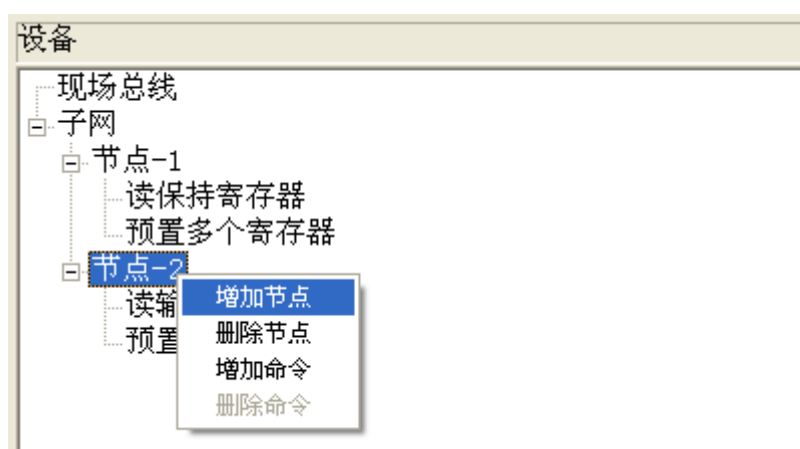 设备
现场总线
子网
节点-1
读保持寄存器
预置多个寄存器
节点-2
增加节点
读输
删除节点
预置
增加命令
删除命令